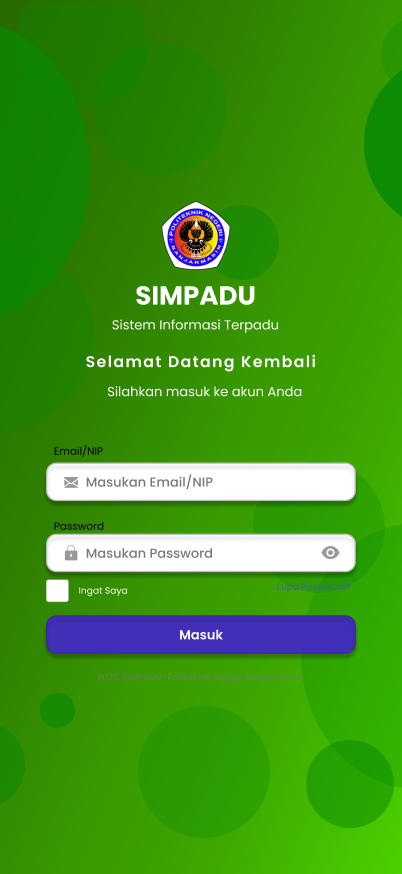 POLITEKNIK NEGERI
BANJARMASIN
SIMPADU
Sistem Informasi Terpadu
Selamat Datang Kembali
Silahkan masuk ke akun Anda
Email/NIP
Masukan Email/NIP
Password
Masukan Password
Ingat Saya
Lupa Password?
Masuk
2025 SIMPADU-Politeknik Negeri Banjarmasin